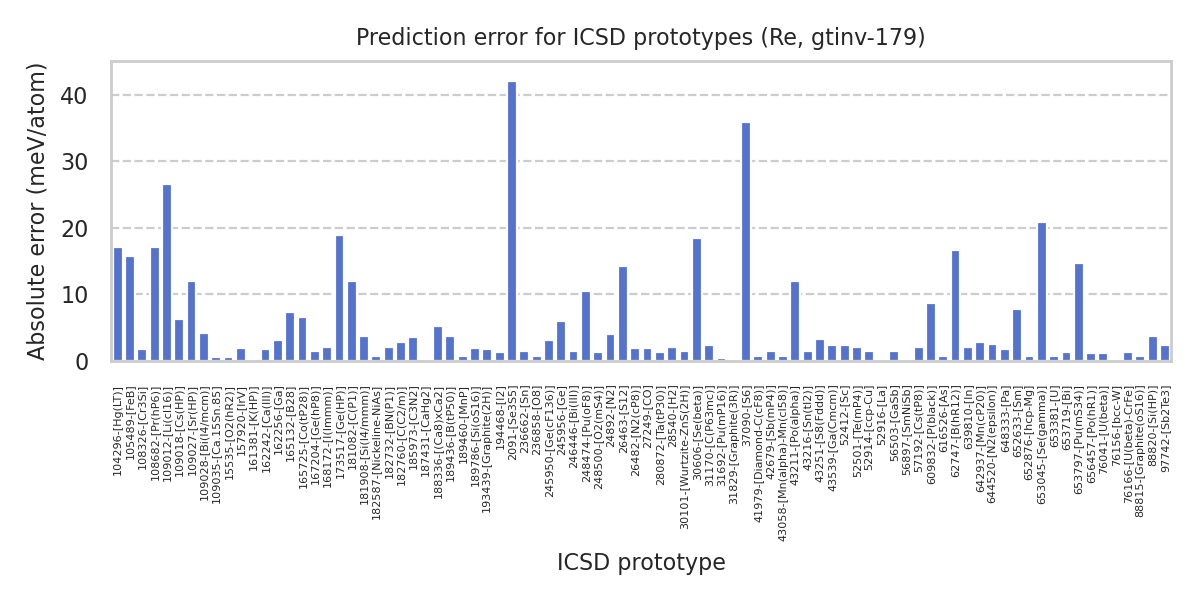 Prediction error for ICSD prototypes (Re, gtinv-179)
Absolute error (meV/atom)
40
30
20
10
0
104296-[Hg(LT)]
105489-[FeB]
108326-[Cr3Si]
108682-[Pr(hP6)]
109012-[Li(cI16)]
109018-[Cs(HP)]
109027-[Sr(HP)]
109028-[Bi(I4/mcm)]
109035-[Ca.15Sn.85]
15535-[O2(hR2)]
157920-[IrV]
161381-[K(HP)]
162242-[Ca(III)]
162256-[Ga]
165132-[B28]
165725-[Co(tP28)]
167204-[Ge(hP8)]
168172-[I(Immm)]
173517-[Ge(HP)]
181082-[C(P1)]
181908-[Si(I4/mmm)]
182587-[Nickeline-NiAs]
182732-[BN(P1)]
182760-[C(C2/m)]
185973-[C3N2]
187431-[CaHg2]
188336-[(Ca8)xCa2]
189436-[B(tP50)]
189460-[MnP]
189786-[Si(oS16)]
193439-[Graphite(2H)]
194468-[I2]
2091-[Se3S5]
236662-[Sn]
236858-[O8]
245950-[Ge(cF136)]
245956-[Ge]
246446-[Bi(III)]
248474-[Pu(oF8)]
248500-[O2(mS4)]
24892-[N2]
26463-[S12]
26482-[N2(cP8)]
27249-[CO]
280872-[Ta(tP30)]
28540-[H2]
30101-[Wurtzite-ZnS(2H)]
30606-[Se(beta)]
31170-[C(P63mc)]
31692-[Pu(mP16)]
31829-[Graphite(3R)]
37090-[S6]
41979-[Diamond-C(cF8)]
42679-[Sb(mP4)]
43058-[Mn(alpha)-Mn(cI58)]
43211-[Po(alpha)]
43216-[Sn(tI2)]
43251-[S8(Fddd)]
43539-[Ga(Cmcm)]
52412-[Sc]
52501-[Te(mP4)]
52914-[fcc-Cu]
52916-[La]
56503-[GaSb]
56897-[SmNiSb]
57192-[Cs(tP8)]
609832-[P(black)]
616526-[As]
62747-[B(hR12)]
639810-[In]
642937-[Mn(cP20)]
644520-[N2(epsilon)]
648333-[Pa]
652633-[Sm]
652876-[hcp-Mg]
653045-[Se(gamma)]
653381-[U]
653719-[Bi]
653797-[Pu(mS34)]
656457-[Po(hR1)]
76041-[U(beta)]
76156-[bcc-W]
76166-[U(beta)-CrFe]
88815-[Graphite(oS16)]
88820-[Si(HP)]
97742-[Sb2Te3]
ICSD prototype